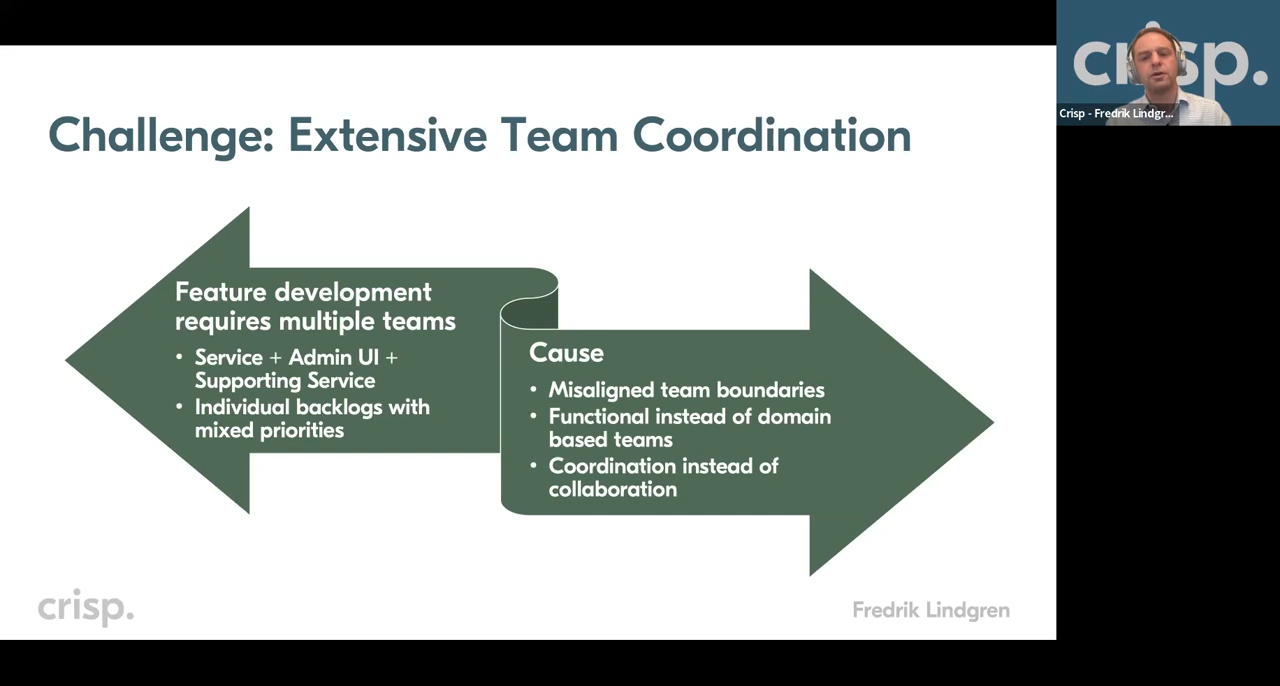 Challenge: Extensive Team Coordination
Feature development
requires multiple teams
• Service + Admin UI +
Supporting Service
• Individual backlogs with
mixed priorities
Cause
• Misaligned team boundaries
• Functional instead of domain
based teams
• Coordination instead of
collaboration
crisp.
Fredrik Lindgren
crisp.
Crisp - Fredrik Lindgr...